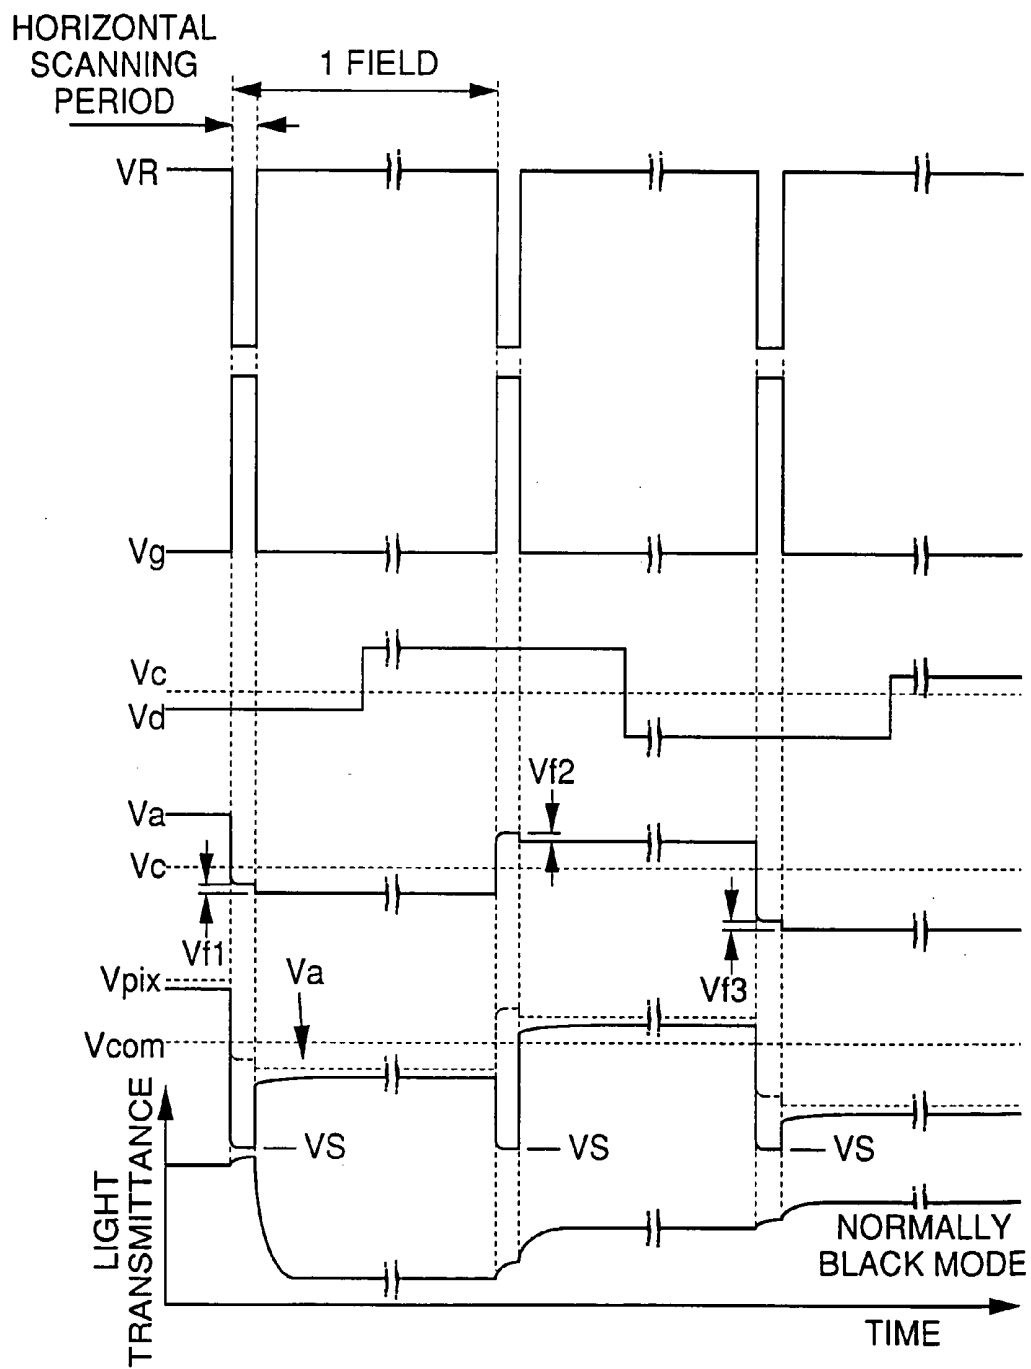 HORIZONTAL
SCANNING
PERIOD
1 FIELD
VR
Vg
Vc
Vd
Vf2
Va
Vc
Vf1
Vf3
Vpix
Va
Vcom
VS
VS
VS
LIGHT
TRANSMITTANCE
NORMALLY
BLACK MODE
TIME